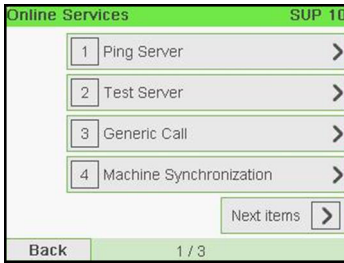 Online Services SUP 10
1 Ping Server
2 Test Server
3 Generic Call
4 Machine Synchronization
Next items
Back 1 / 3